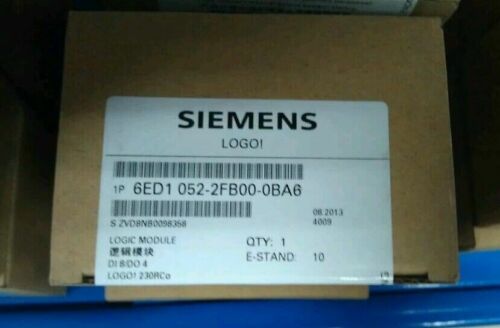 SIEMENS
LOGO!
1P 6ED1 052-2FB00-0BA6
08.2013
S ZVD8NB0098358 4009
LOGIC MODULE QTY: 1
逻辑模块
DI 8/DO 4 E-STAND: 10
LOGO! 230RCo